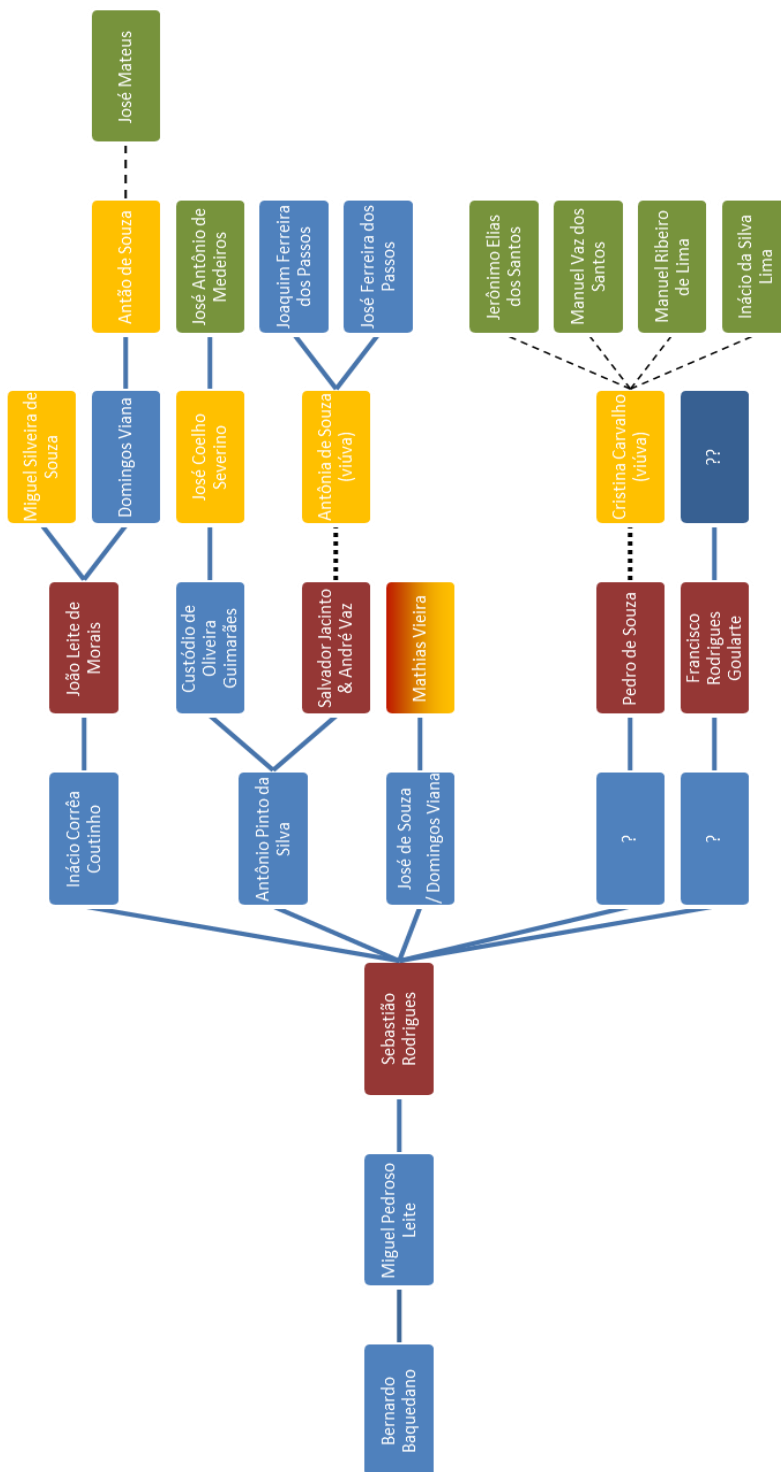 José Mateus
Antão de Souza
José Antônio de
Medeiros
Joaquim Ferreira
dos Passos
José Ferreira dos
Passos
Jerônimo Elias
dos Santos
Manuel Vaz dos
Santos
Manuel Ribeiro
de Lima
Inácio da Silva
Lima
Miguel Silveira de
Souza
Domingos Viana
José Coelho
Severino
Antônia de Souza
(viúva)
Cristina Carvalho
(viúva)
??
João Leite de
Morais
Custódio de
Oliveira
Guimarães
Salvador Jacinto
& André Vaz
Mathias Vieira
Pedro de Souza
Francisco
Rodrigues
Goularte
Inácio Corrêa
Coutinho
Antônio Pinto da
Silva
José de Souza
/ Domingos Viana
?
?
Sebastião
Rodrigues
Miguel Pedroso
Leite
Bernardo
Baquedano